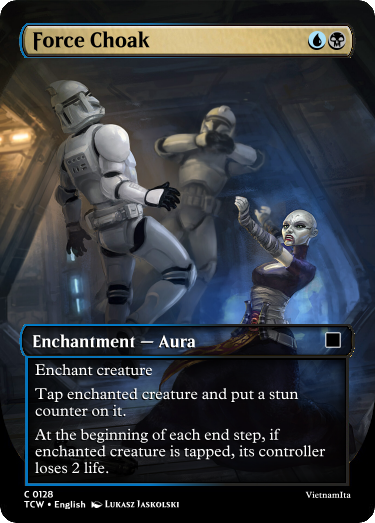 Force Choak
Enchantment — Aura
Enchant creature
Tap enchanted creature and put a stun
counter on it.
At the beginning of each end step, if
enchanted creature is tapped, its controller
loses 2 life.
C 0128
TCW • English Lukasz Jaskolski
VietnamIta